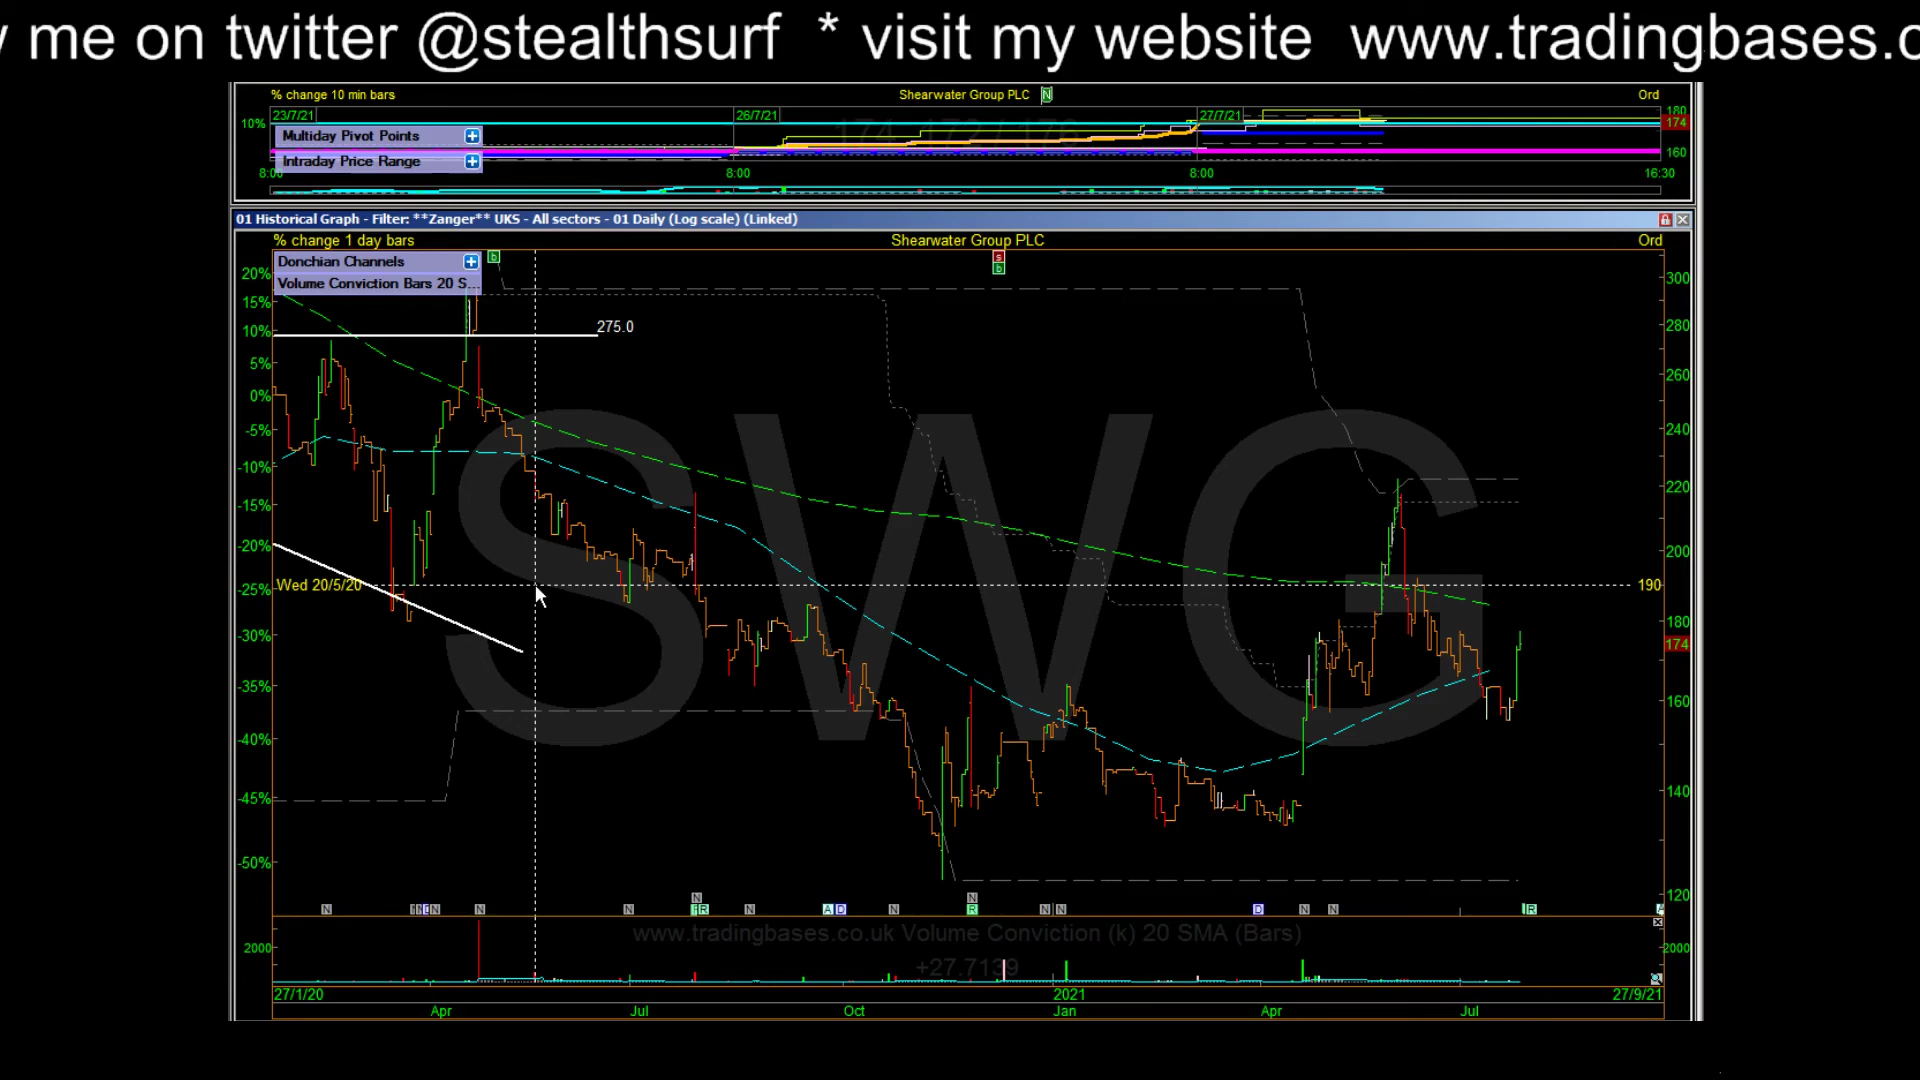 me on twitter @stealthsurf * visit my website www.tradingbases.c
% change 10 min bars Shearwater Group PLC N Ord
23/7/21 26/7/21 27/7/21 180
10% 174
Multiday Pivot Points
Intraday Price Range 160
8:00 8:00 8:00 16:30
01 Historical Graph - Filter: **Zanger** UKS - All sectors - 01 Daily (Log scale) (Linked)
% change 1 day bars Shearwater Group PLC Ord
Donchian Channels b s
b
20% 300
Volume Conviction Bars 20 S...
15%
10% 275.0 280
5%
0% 260
-5% 240
-10%
-15% 220
SWG
-20% 200
-25% Wed 20/5/20 190
-30% 180
174
-35% 160
-40%
-45% 140
-50%
120
N N N N N N R N A D N N R N N D N N R
www.tradingbases.co.uk Volume Conviction (k) 20 SMA (Bars)
2000 2000
+27.7139
27/1/20 2021 27/9/21
Apr Jul Oct Jan Apr Jul